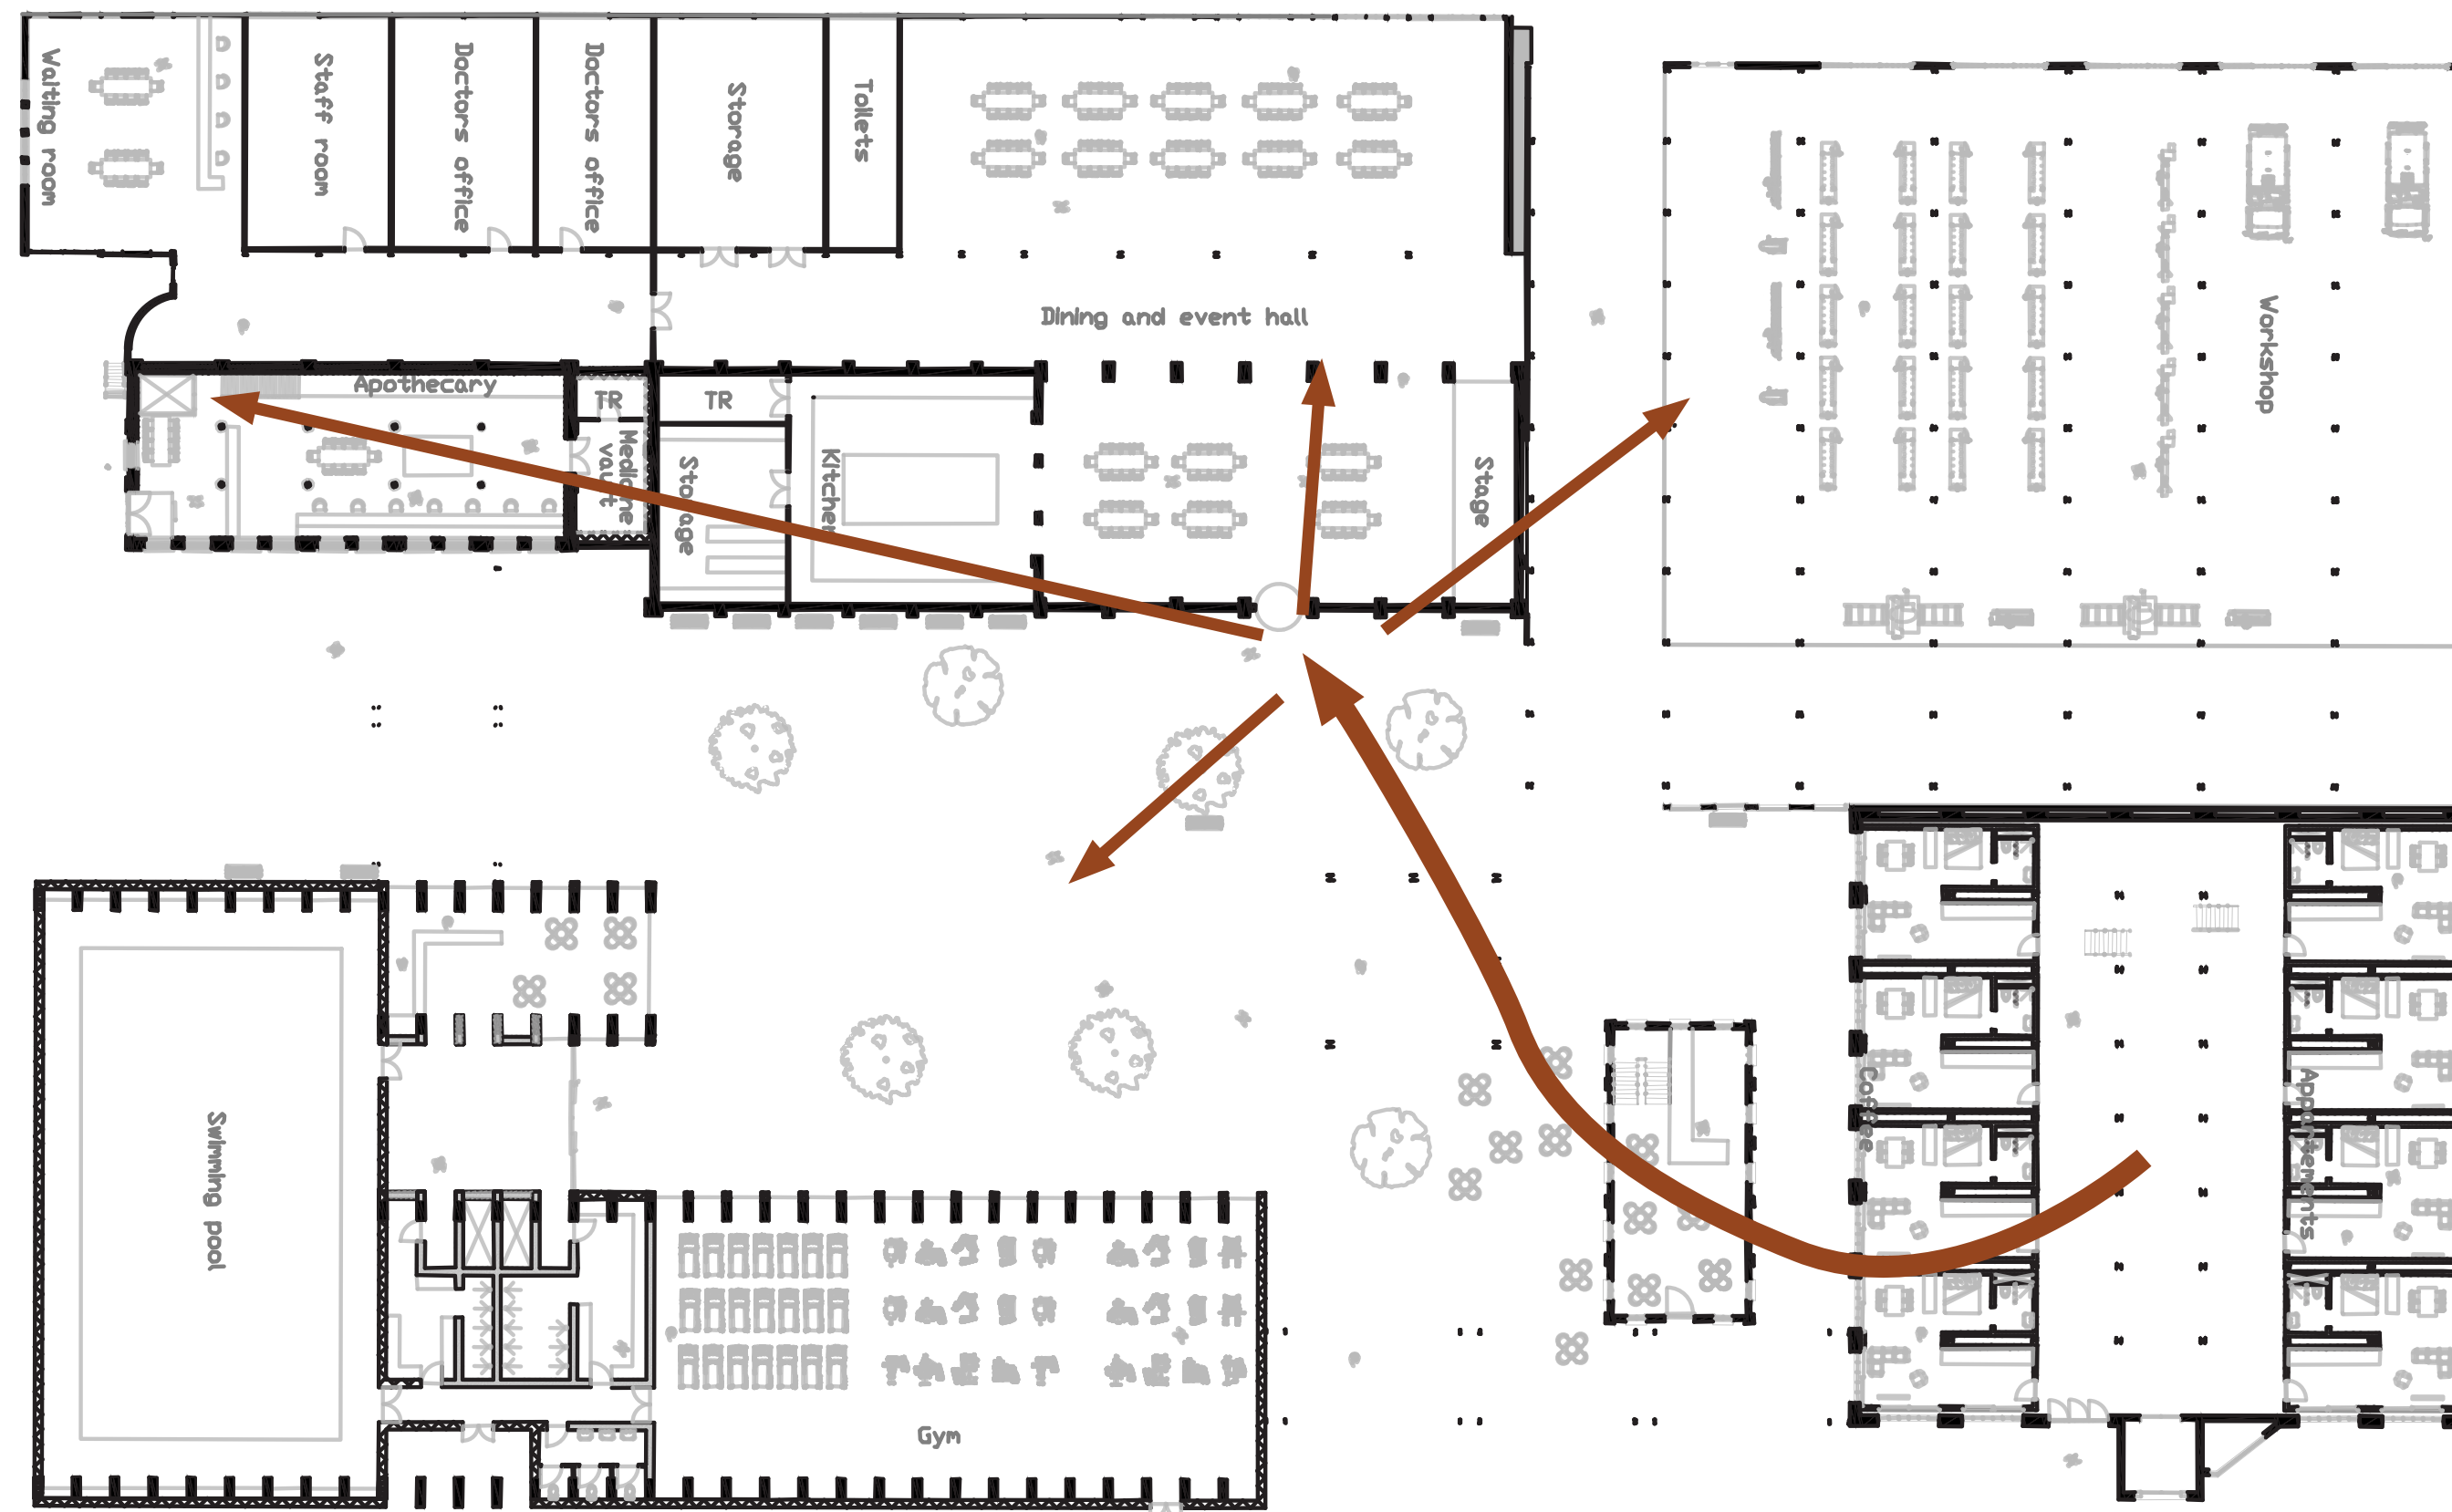 Waiting room
Staff room
Doctors office
Doctors office
Storage
Toilets
Dining and event hall
Workshop
Apothecary
TR
TR
Medicine
vault
Storage
Kitchen
Stage
Swimming pool
Gym
Coffee
Appartements